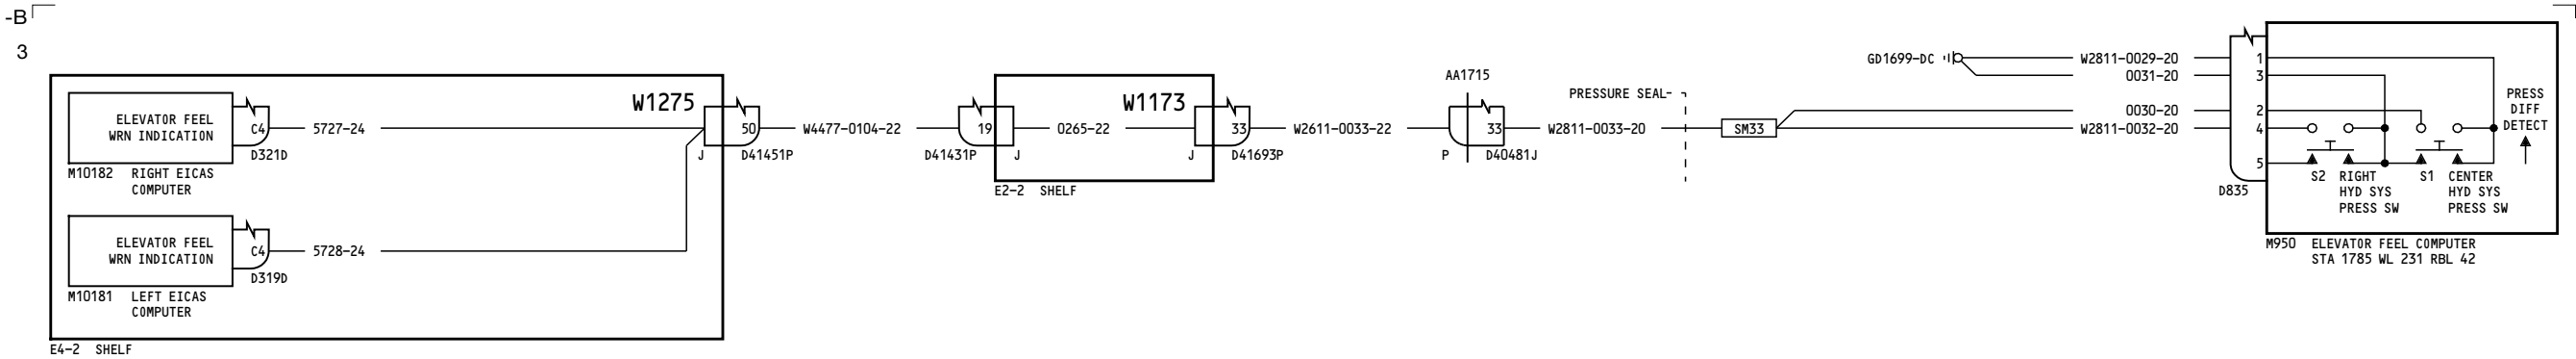 -B
3
ELEVATOR FEEL
WRN INDICATION
C4
5727-24
D321D
M10182 RIGHT EICAS
COMPUTER
ELEVATOR FEEL
WRN INDICATION
C4
5728-24
D319D
M10181 LEFT EICAS
COMPUTER
E4-2 SHELF
W1275
J
50
D41451P
W4477-0104-22
D41431P
19
J
0265-22
W1173
J
33
D41693P
E2-2 SHELF
W2611-0033-22
AA1715
P
33
D40481J
W2811-0033-20
PRESSURE SEAL-
SM33
GD1699-DC
W2811-0029-20
0031-20
0030-20
W2811-0032-20
1
3
2
4
5
D835
S2 RIGHT
HYD SYS
PRESS SW
S1 CENTER
HYD SYS
PRESS SW
PRESS
DIFF
DETECT
M950 ELEVATOR FEEL COMPUTER
STA 1785 WL 231 RBL 42